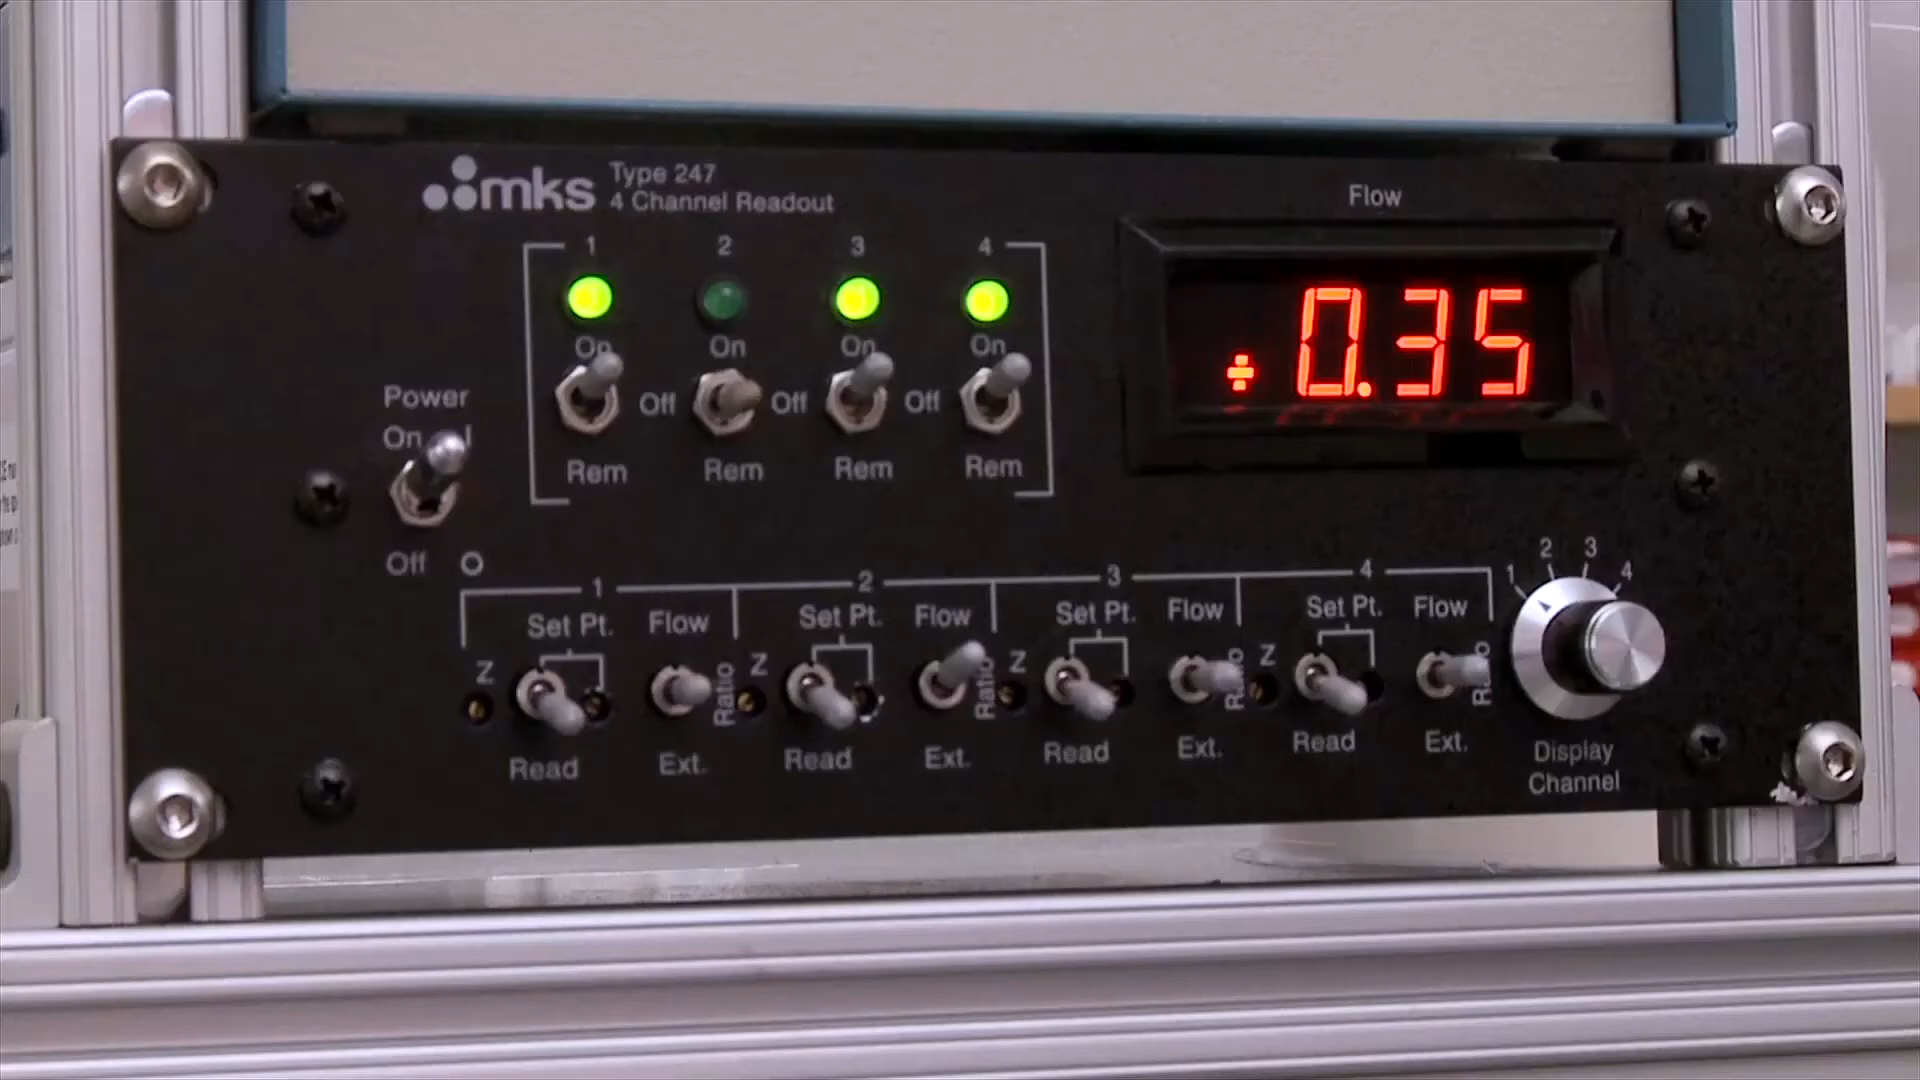 mks Type 247
4 Channel Readout
Flow
1 2 3 4
+0.35
On On On On
Power
On I
Off Off Off
Rem Rem Rem Rem
Off O
1 2 3 4
1 2 3 4
Set Pt. Flow Set Pt. Flow Set Pt. Flow Set Pt. Flow
Z Ratio Z Ratio Z Ratio Z Ratio
Read Ext. Read Ext. Read Ext. Read Ext.
Display
Channel